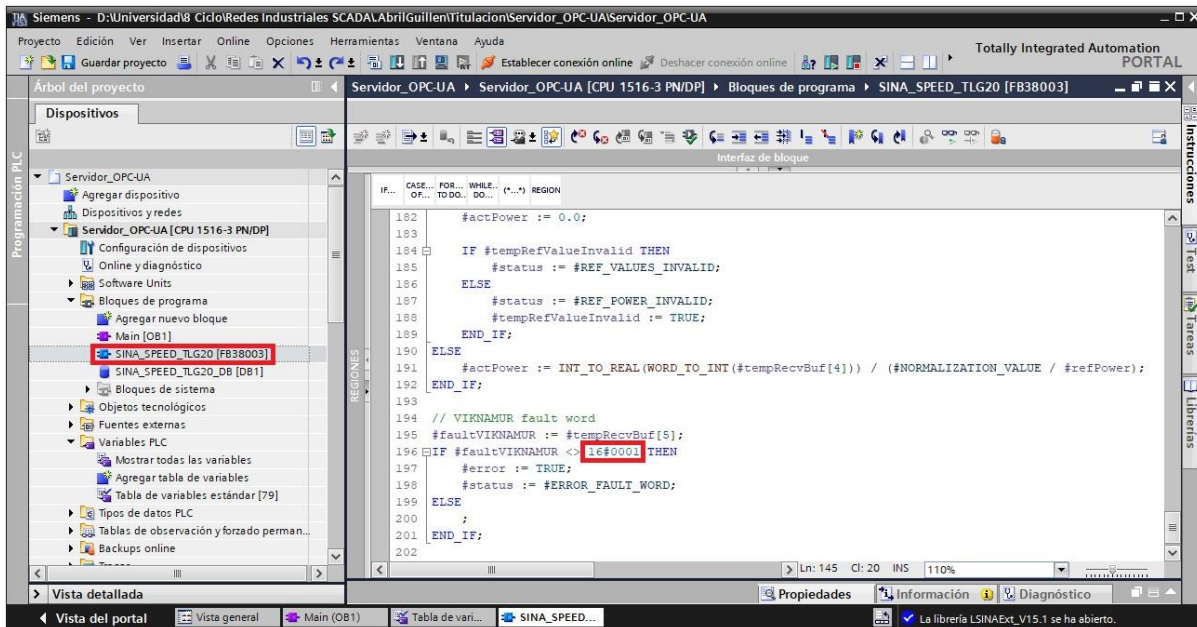 Siemens - D:\Universidad\8 Ciclo\Redes Industriales SCADA\.AbrilGuillen\Titulacion\Servidor_OPC-UA\Servidor_OPC-UA
Proyecto Edición Ver Insertar Online Opciones Herramientas Ventana Ayuda
Totally Integrated Automation
PORTAL
Guardar proyecto Establecer conexión online Deshacer conexión online
Árbol del proyecto
Servidor_OPC-UA Servidor_OPC-UA [CPU 1516-3 PN/DP] Bloques de programa SINA_SPEED_TLG20 [FB38003]
Dispositivos
Interfaz de bloque
Programación PLC
Servidor_OPC-UA
Agregar dispositivo
Dispositivos y redes
Servidor_OPC-UA [CPU 1516-3 PN/DP]
Configuración de dispositivos
Online y diagnóstico
Software Units
Bloques de programa
Agregar nuevo bloque
Main [OB1]
SINA_SPEED_TLG20 [FB38003]
SINA_SPEED_TLG20_DB [DB1]
Bloques de sistema
Objetos tecnológicos
Fuentes externas
Variables PLC
Mostrar todas las variables
Agregar tabla de variables
Tabla de variables estándar [79]
Tipos de datos PLC
Tablas de observación y forzado perman...
Backups online
Vista detallada
REGIONES
IF... CASE... FOR... WHILE.. (*...*) REGION
OF... TO DO.. DO...
182 #actPower := 0.0;
183
184 IF #tempRefValueInvalid THEN
185 #status := #REF_VALUES_INVALID;
186 ELSE
187 #status := #REF_POWER_INVALID;
188 #tempRefValueInvalid := TRUE;
189 END_IF;
190 ELSE
191 #actPower := INT_TO_REAL(WORD_TO_INT(#tempRecvBuf[4])) / (#NORMALIZATION_VALUE / #refPower);
192 END_IF;
193
194 // VIKNAMUR fault word
195 #faultVIKNAMUR := #tempRecvBuf[5];
196 IF #faultVIKNAMUR <> 16#0001 THEN
197 #error := TRUE;
198 #status := #ERROR_FAULT_WORD;
199 ELSE
200 ;
201 END_IF;
202
Ln: 145 Cl: 20 INS 110%
Propiedades Información Diagnóstico
Instrucciones
Test
Tareas
Librerías
Vista del portal Vista general Main (OB1) Tabla de vari... SINA_SPEED... La librería LSINAExt_V15.1 se ha abierto.